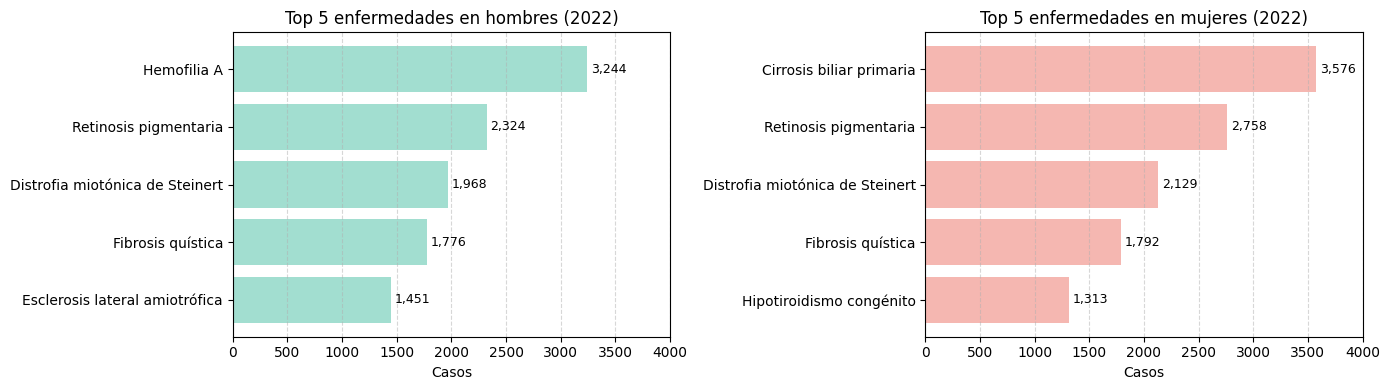 Top 5 enfermedades en hombres (2022)
Hemofilia A
3,244
Retinosis pigmentaria
2,324
Distrofia miotónica de Steinert
1,968
Fibrosis quística
1,776
Esclerosis lateral amiotrófica
1,451
0 500 1000 1500 2000 2500 3000 3500 4000
Casos
Top 5 enfermedades en mujeres (2022)
Cirrosis biliar primaria
3,576
Retinosis pigmentaria
2,758
Distrofia miotónica de Steinert
2,129
Fibrosis quística
1,792
Hipotiroidismo congénito
1,313
0 500 1000 1500 2000 2500 3000 3500 4000
Casos